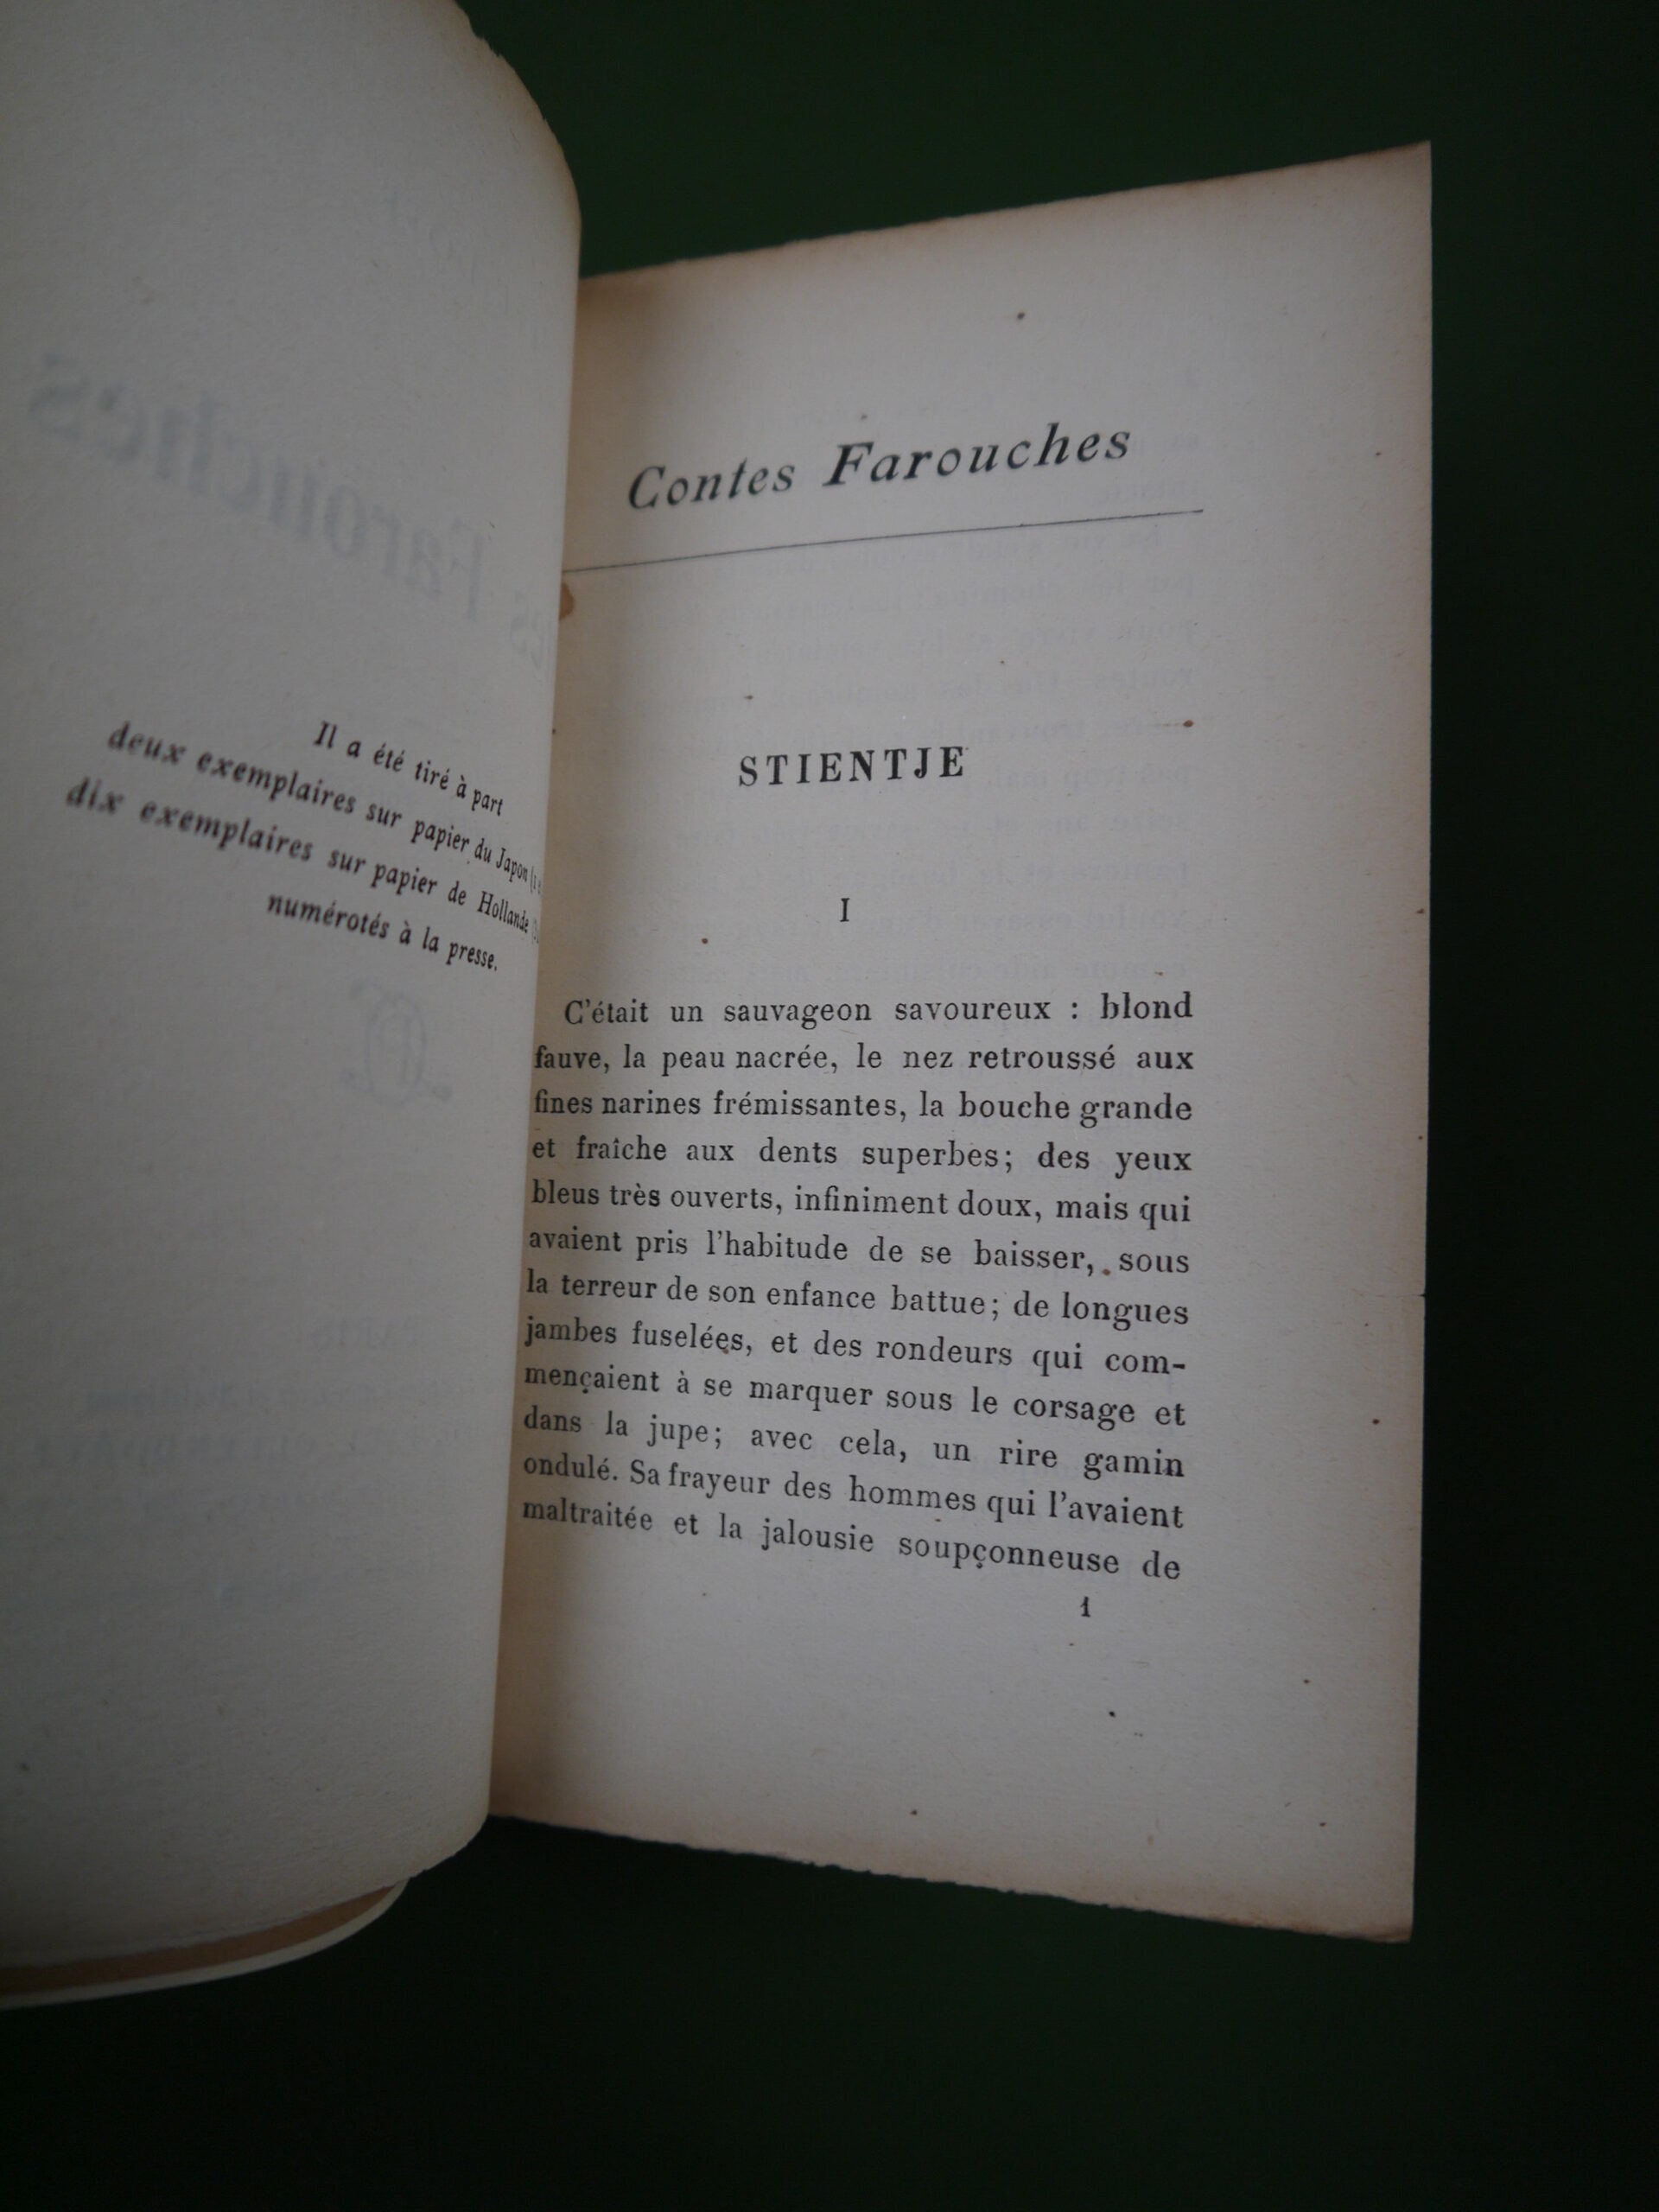 Il a été tiré à part
deux exemplaires sur papier du Japon
dix exemplaires sur papier de Hollande
numérotés à la presse.
Contes Farouches
STIENTJE
I
C'était un sauvageon savoureux : blond
fauve, la peau nacrée, le nez retroussé aux
fines narines frémissantes, la bouche grande
et fraîche aux dents superbes; des yeux
bleus très ouverts, infiniment doux, mais qui
avaient pris l'habitude de se baisser, sous
la terreur de son enfance battue; de longues
jambes fuselées, et des rondeurs qui com-
mençaient à se marquer sous le corsage et
dans la jupe; avec cela, un rire gamin
ondulé. Sa frayeur des hommes qui l'avaient
maltraitée et la jalousie soupçonneuse de
1